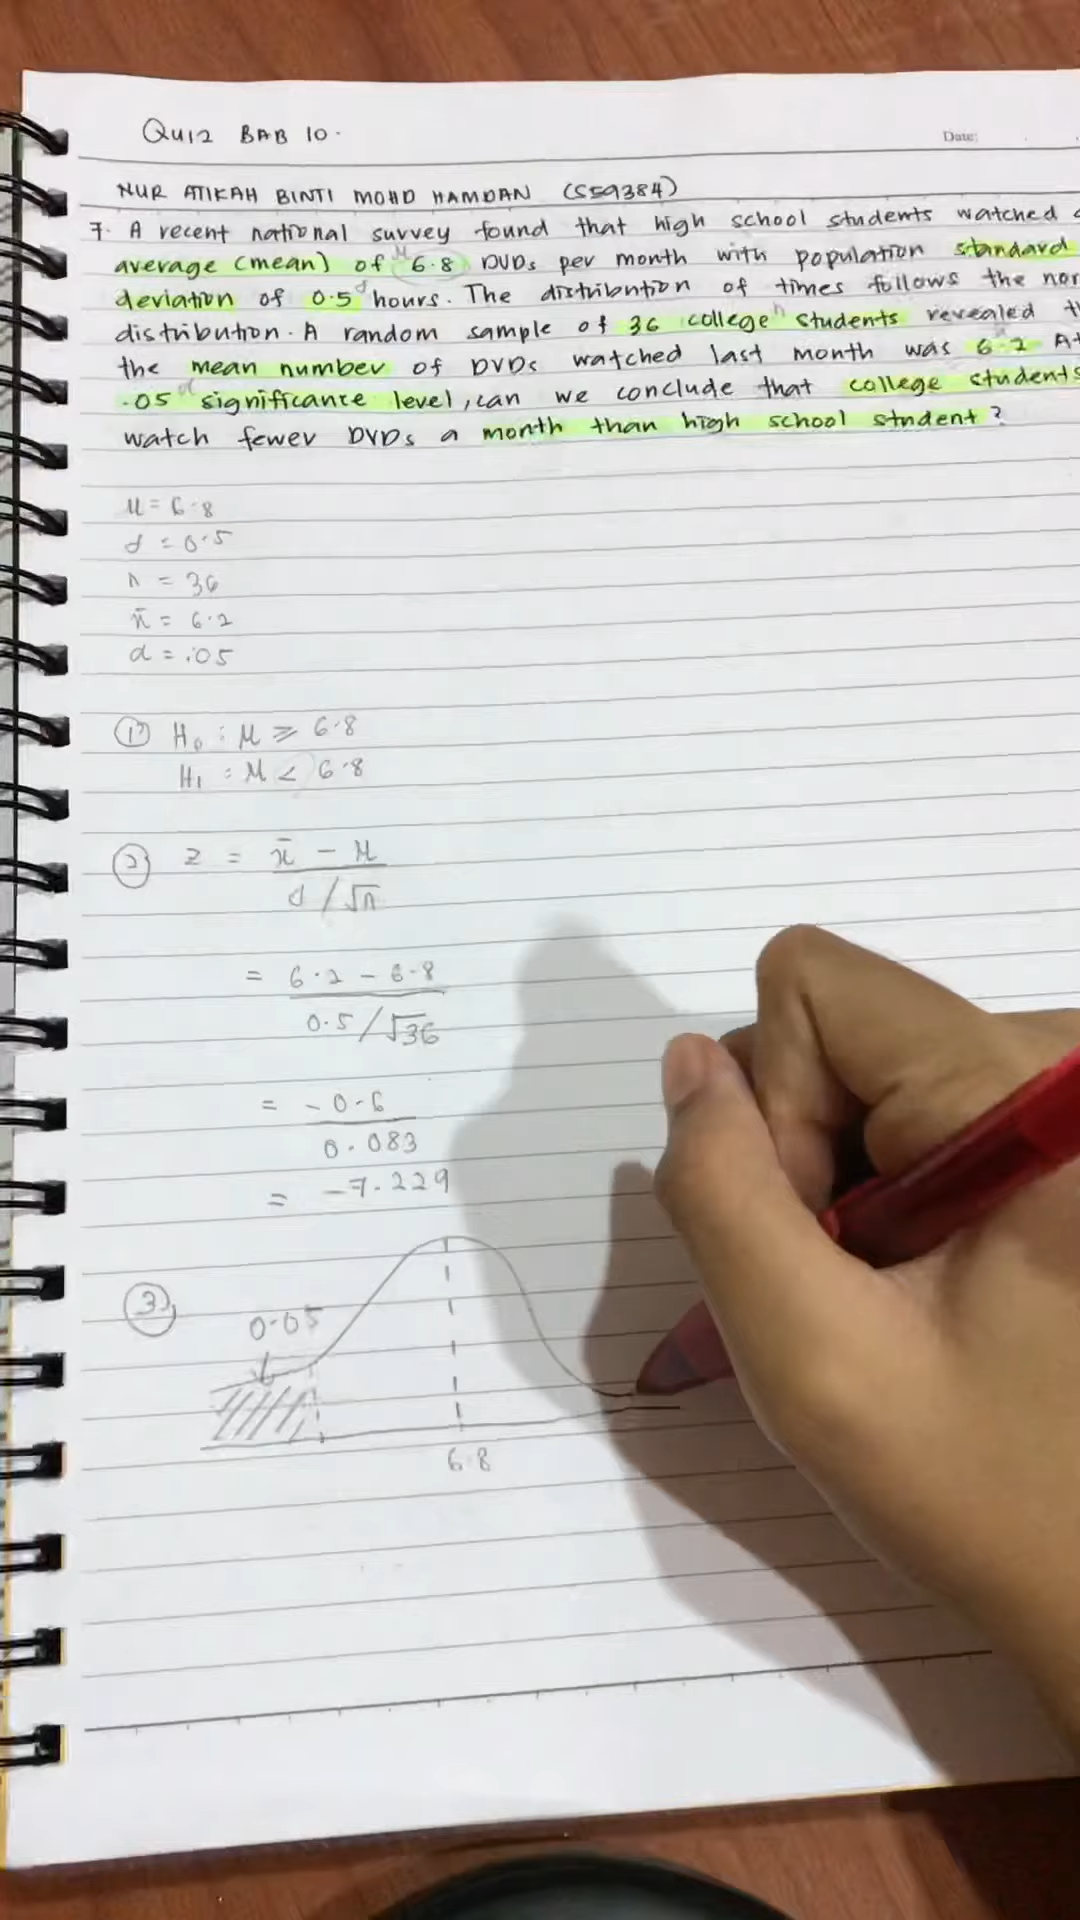 QUIZ BAB 10.
Date:
NUR ATIKAH BINTI MOHD HAMDAN (S59384)
7. A recent national survey found that high school students watched
average (mean) of 6.8 DVDs per month with population standard
deviation of 0.5 hours. The distribution of times follows the nor
distribution. A random sample of 36 college students revealed
the mean number of DVDs watched last month was 6.2 At
.05 significance level, can we conclude that college students
watch fewer DVDs a month than high school student?
μ = 6.8
σ = 0.5
n = 36
x̄ = 6.2
α = .05
① H₀ : μ ≥ 6.8
H₁ : μ < 6.8
② z = x̄ - μ
σ / √n
= 6.2 - 6.8
0.5 / √36
= -0.6
0.083
= -7.229
③
0.05
6.8